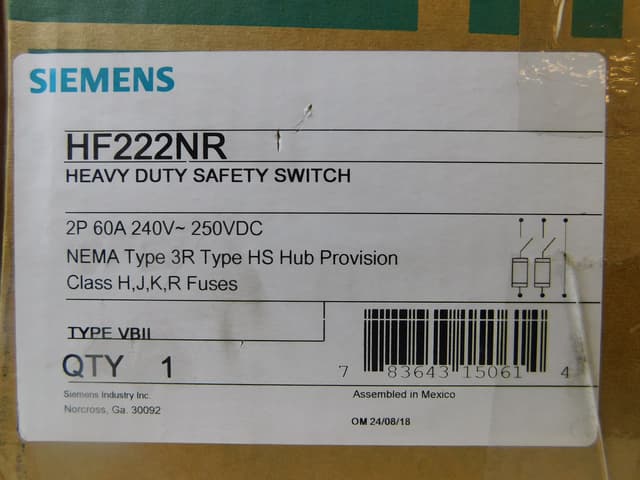 SIEMENS
HF222NR
HEAVY DUTY SAFETY SWITCH
2P 60A 240V~ 250VDC
NEMA Type 3R Type HS Hub Provision
Class H,J,K,R Fuses
TYPE VBII
QTY 1
7 83643 15061 4
Siemens Industry Inc.
Norcross, Ga. 30092
Assembled in Mexico
OM 24/08/18